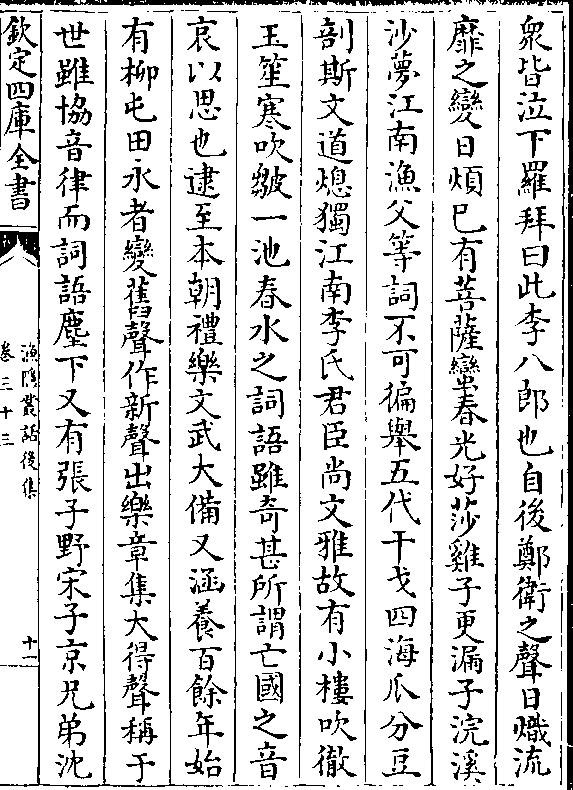 衆皆泣下羅拜曰此李八郎也自後鄭衛之聲日熾流
靡之變日煩已有菩薩蠻春光好莎雞子更漏子浣溪
沙夢江南漁父等詞不可徧舉五代干戈四海瓜分豆
剖斯文道熄獨江南李氏君臣尚文雅故有小樓吹徹
玉笙寒吹皺一池春水之詞語雖奇甚所謂亡國之音
哀以思也逮至本朝禮樂文武大備又涵養百餘年始
有柳屯田永者變舊聲作新聲出樂章集大得聲稱于
世雖協音律而詞語塵下又有張子野宋子京兄弟沈
欽定四庫全書
漁隠叢話後集
卷三十三
十一